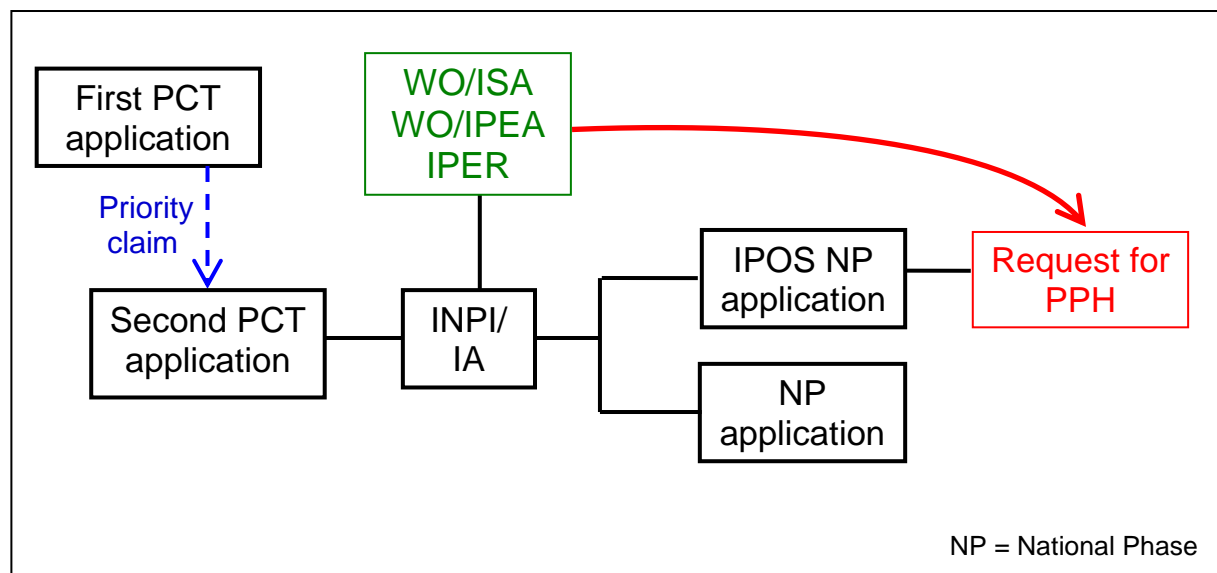 First PCT
application
Priority
claim
Second PCT
application
WO/ISA
WO/IPEA
IPER
INPI/
IA
IPOS NP
application
NP
application
Request for
PPH
NP = National Phase